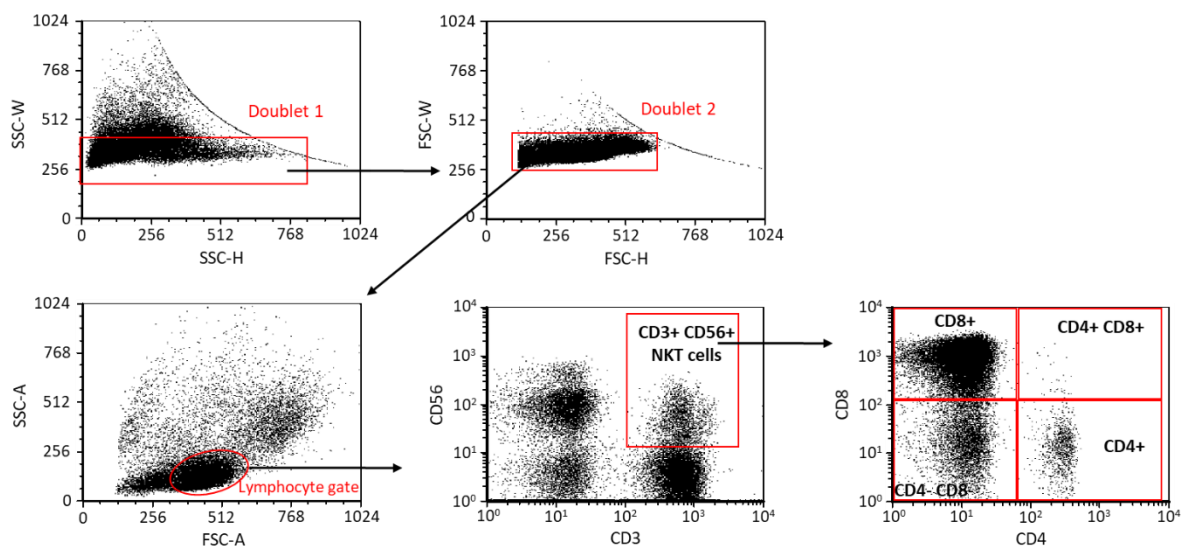 1024
768
512
256
0
SSC-W
Doublet 1
0 256 512 768 1024
SSC-H
1024
768
512
256
0
FSC-W
Doublet 2
0 256 512 768 1024
FSC-H
1024
768
512
256
0
SSC-A
Lymphocyte gate
0 256 512 768 1024
FSC-A
10⁴
10³
10²
10¹
10⁰
CD56
CD3+ CD56+
NKT cells
10⁰ 10¹ 10² 10³ 10⁴
CD3
10⁴
10³
10²
10¹
10⁰
CD8
CD8+
CD4+ CD8+
CD4+
CD4- CD8
10⁰ 10¹ 10² 10³ 10⁴
CD4